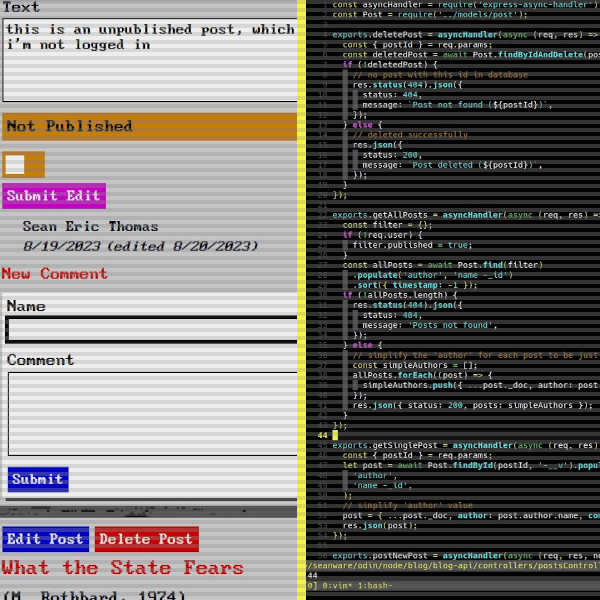 Text
this is an unpublished post, which
i'm not logged in
Not Published
Submit Edit
Sean Eric Thomas
8/19/2023 (edited 8/20/2023)
New Comment
Name
Comment
Submit
Edit Post
Delete Post
What the State Fears
(M. Rothbard, 1974)
const asyncHandler = require('express-async-handler')
const Post = require('../models/post');
exports.deletePost = asyncHandler(async (req, res) =>
const { postId } = req.params;
const deletedPost = await Post.findByIdAndDelete(pos
if (!deletedPost) {
// no post with this id in database
res.status(404).json({
status: 404,
message: `Post not found (${postId})`,
});
} else {
// deleted successfully
res.json({
status: 200,
message: `Post deleted (${postId})`,
});
}
});
exports.getAllPosts = asyncHandler(async (req, res) =>
const filter = {};
if (!req.user) {
filter.published = true;
}
const allPosts = await Post.find(filter)
.populate('author', 'name -_id')
.sort({ timestamp: -1 });
if (!allPosts.length) {
res.status(404).json({
status: 404,
message: 'Posts not found',
});
} else {
// simplify the 'author' for each post to be just
const simpleAuthors = [];
allPosts.forEach((post) => {
simpleAuthors.push({ ...post._doc, author: post
});
res.json({ status: 200, posts: simpleAuthors });
}
});
44
exports.getSinglePost = asyncHandler(async (req, res)
const { postId } = req.params;
let post = await Post.findById(postId, '-__v').popul
'author',
'name -_id',
);
// simplify 'author' value
post = { ...post._doc, author: post.author.name, com
res.json(post);
});
exports.postNewPost = asyncHandler(async (req, res, ne
/seanware/odin/node/blog/blog-api/controllers/postsControl
44
0] 0:vim* 1:bash-